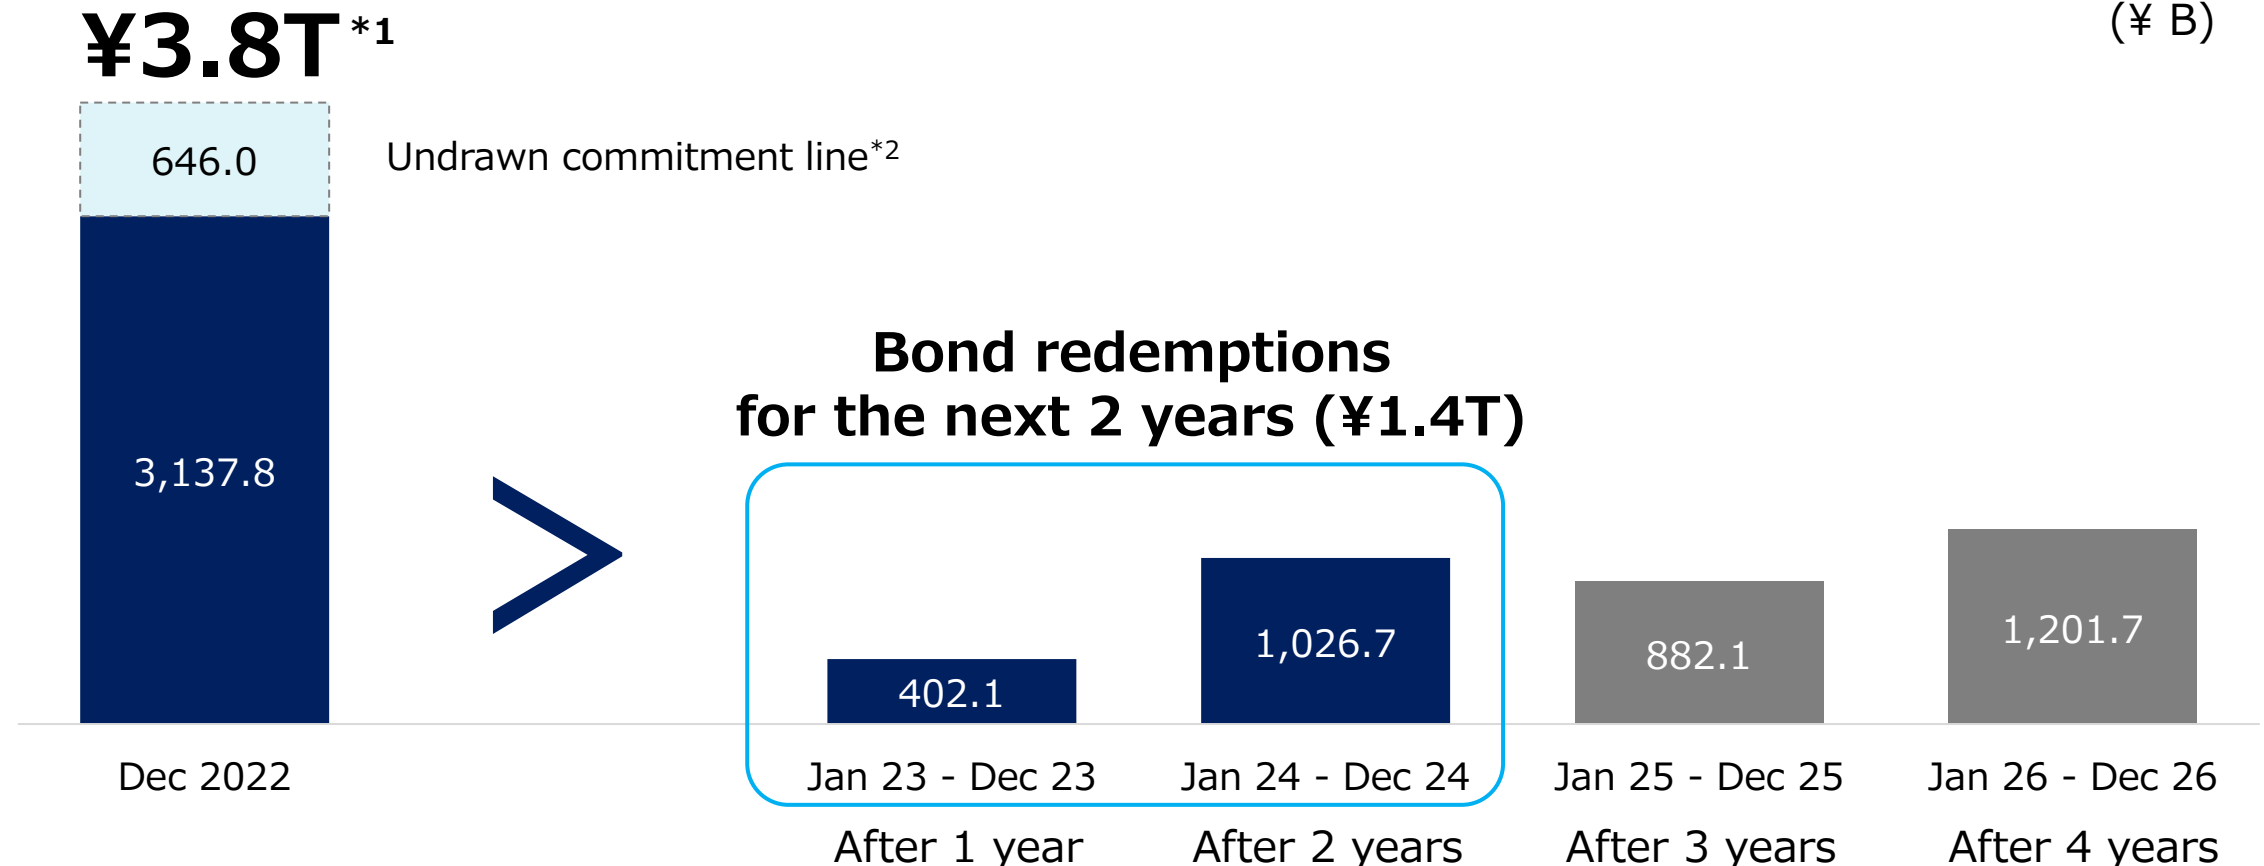 ¥3.8T*1
(¥ B)
646.0
Undrawn commitment line*2
3,137.8
Bond redemptions
for the next 2 years (¥1.4T)
402.1
1,026.7
882.1
1,201.7
Dec 2022
Jan 23 - Dec 23
Jan 24 - Dec 24
Jan 25 - Dec 25
Jan 26 - Dec 26
After 1 year
After 2 years
After 3 years
After 4 years